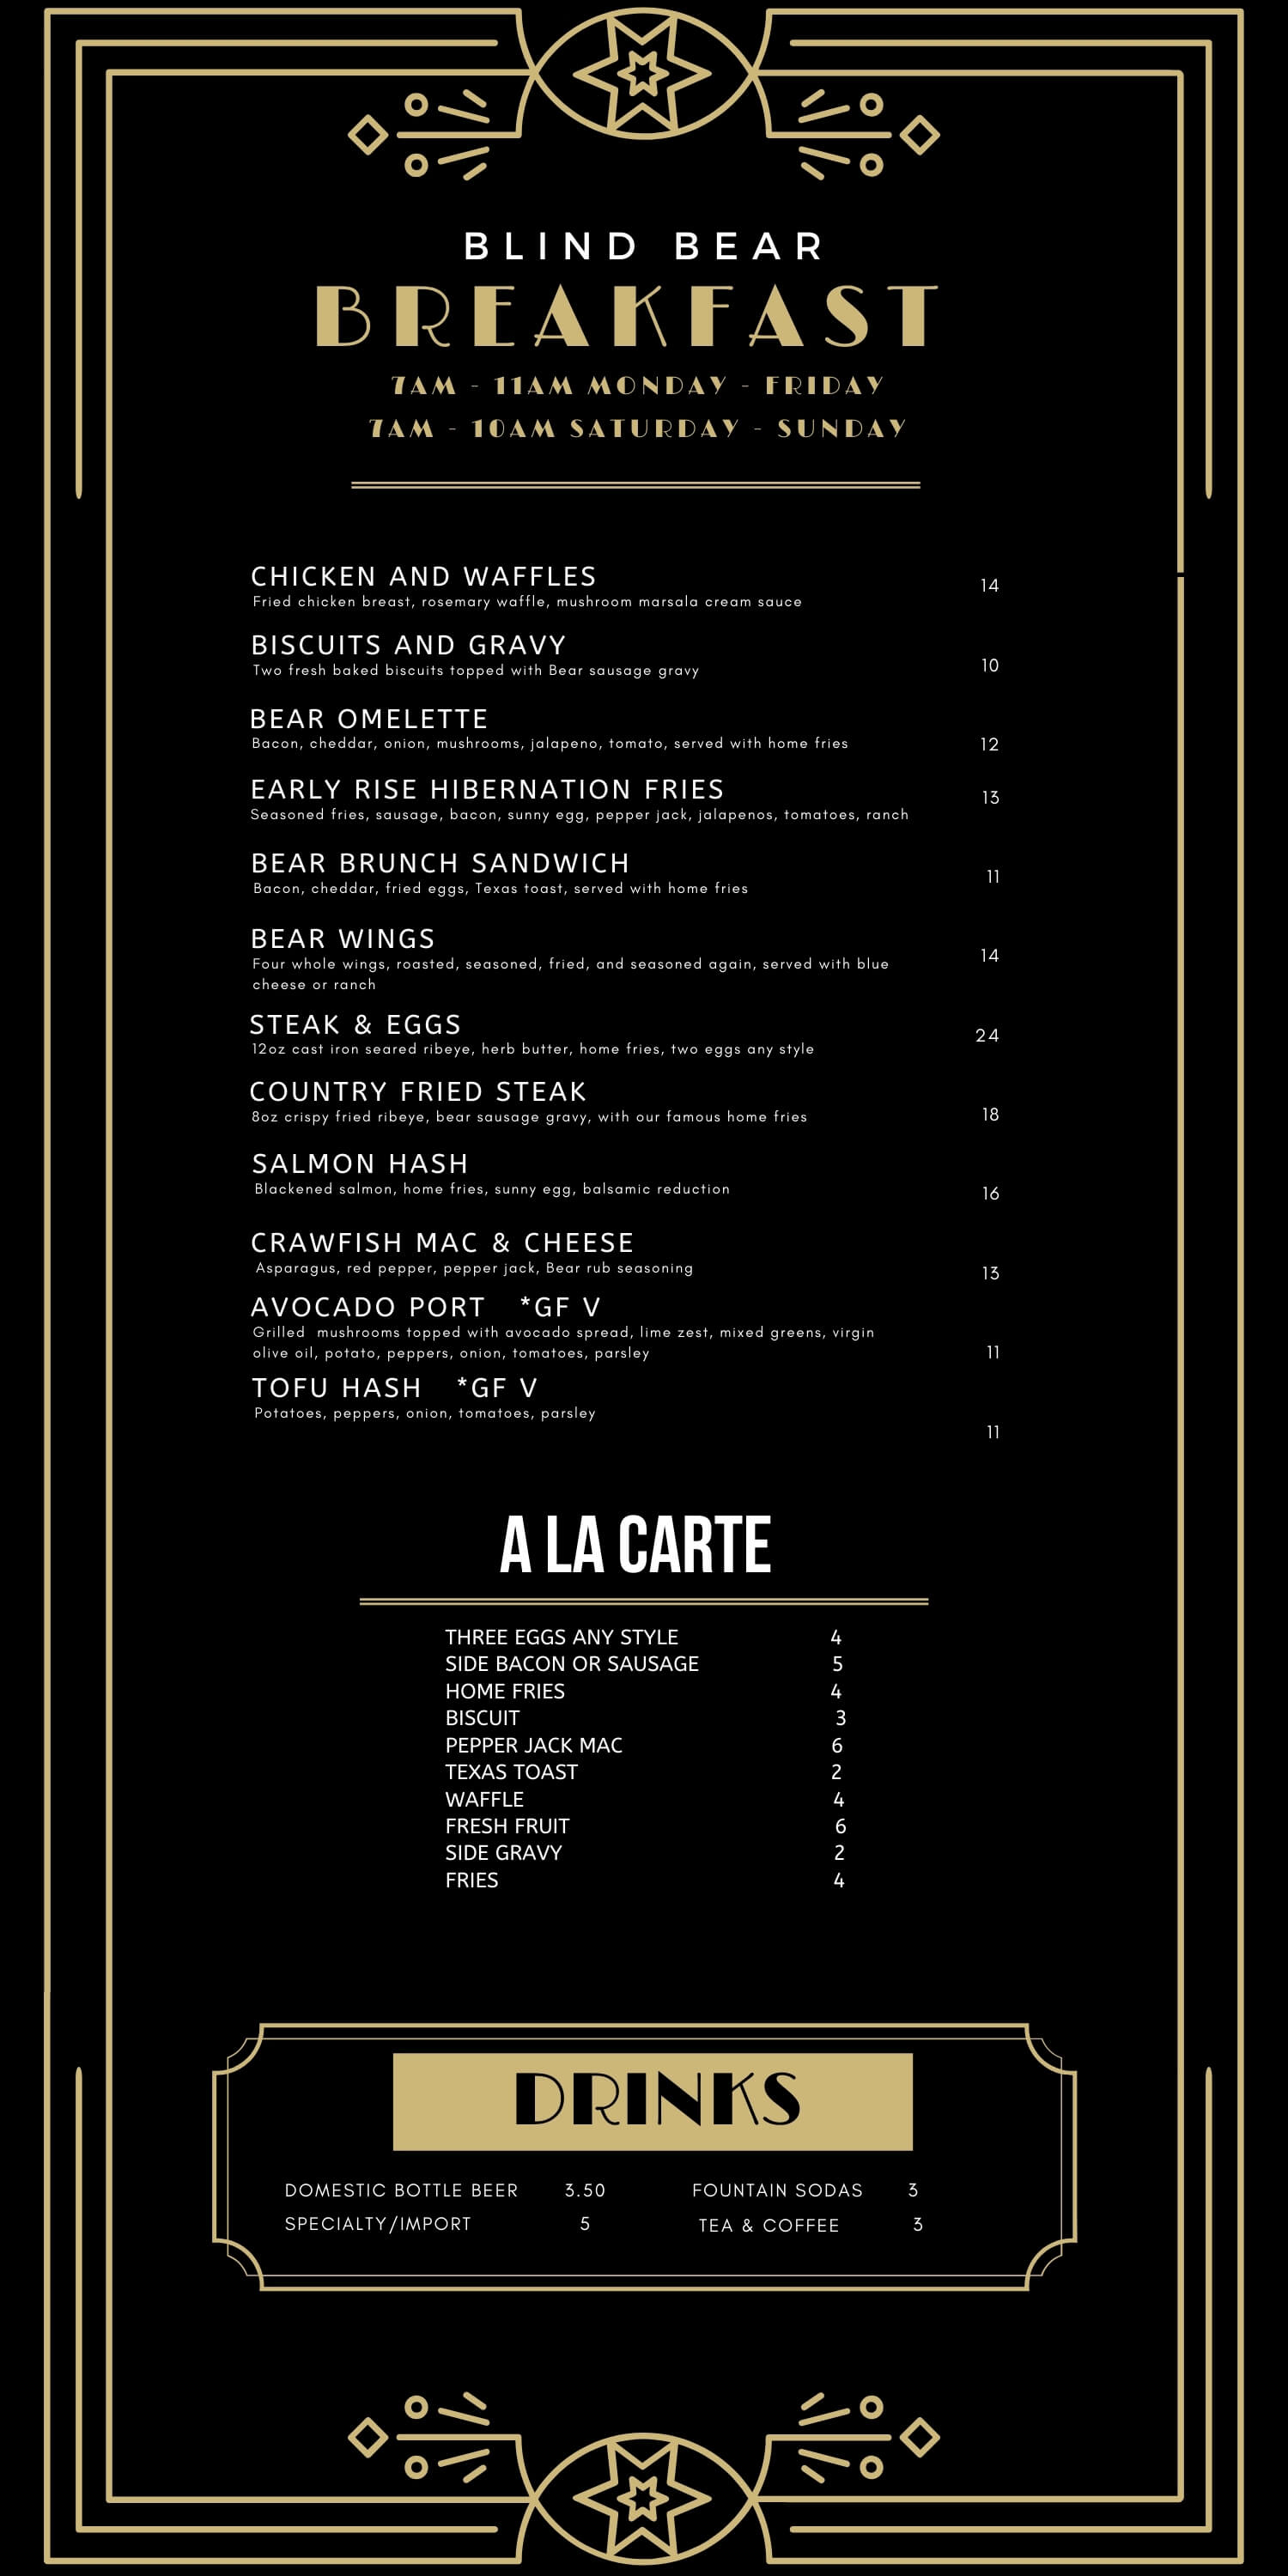 BLIND BEAR
BREAKFAST
7AM - 11AM MONDAY - FRIDAY
7AM - 10AM SATURDAY - SUNDAY
CHICKEN AND WAFFLES 14
Fried chicken breast, rosemary waffle, mushroom marsala cream sauce
BISCUITS AND GRAVY 10
Two fresh baked biscuits topped with Bear sausage gravy
BEAR OMELETTE 12
Bacon, cheddar, onion, mushrooms, jalapeno, tomato, served with home fries
EARLY RISE HIBERNATION FRIES 13
Seasoned fries, sausage, bacon, sunny egg, pepper jack, jalapenos, tomatoes, ranch
BEAR BRUNCH SANDWICH 11
Bacon, cheddar, fried eggs, Texas toast, served with home fries
BEAR WINGS 14
Four whole wings, roasted, seasoned, fried, and seasoned again, served with blue
cheese or ranch
STEAK & EGGS 24
12oz cast iron seared ribeye, herb butter, home fries, two eggs any style
COUNTRY FRIED STEAK 18
8oz crispy fried ribeye, bear sausage gravy, with our famous home fries
SALMON HASH 16
Blackened salmon, home fries, sunny egg, balsamic reduction
CRAWFISH MAC & CHEESE 13
Asparagus, red pepper, pepper jack, Bear rub seasoning
AVOCADO PORT *GF V
Grilled mushrooms topped with avocado spread, lime zest, mixed greens, virgin
olive oil, potato, peppers, onion, tomatoes, parsley 11
TOFU HASH *GF V
Potatoes, peppers, onion, tomatoes, parsley
11
A LA CARTE
THREE EGGS ANY STYLE 4
SIDE BACON OR SAUSAGE 5
HOME FRIES 4
BISCUIT 3
PEPPER JACK MAC 6
TEXAS TOAST 2
WAFFLE 4
FRESH FRUIT 6
SIDE GRAVY 2
FRIES 4
DRINKS
DOMESTIC BOTTLE BEER 3.50 FOUNTAIN SODAS 3
SPECIALTY/IMPORT 5 TEA & COFFEE 3